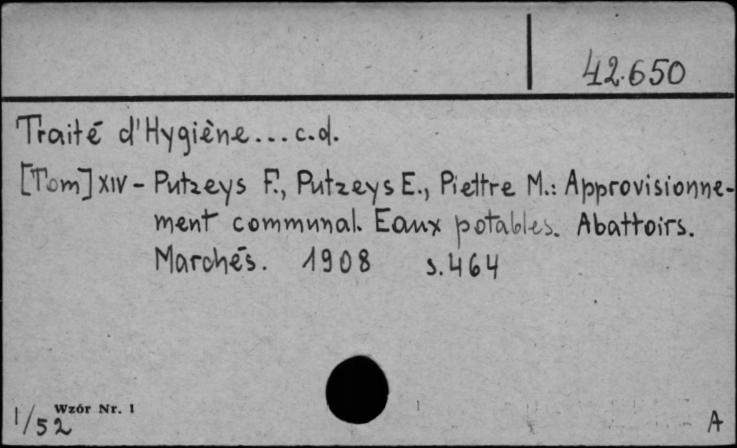 42.650
Traité d'Hygiène... c.d.
[Tom] XIV - Putzeys F., Putzeys E., Piettre M.: Approvisionne-
ment communal. Eaux potables. Abattoirs.
Marchés. 1908 s.464
Wzór Nr. 1
1/52
A